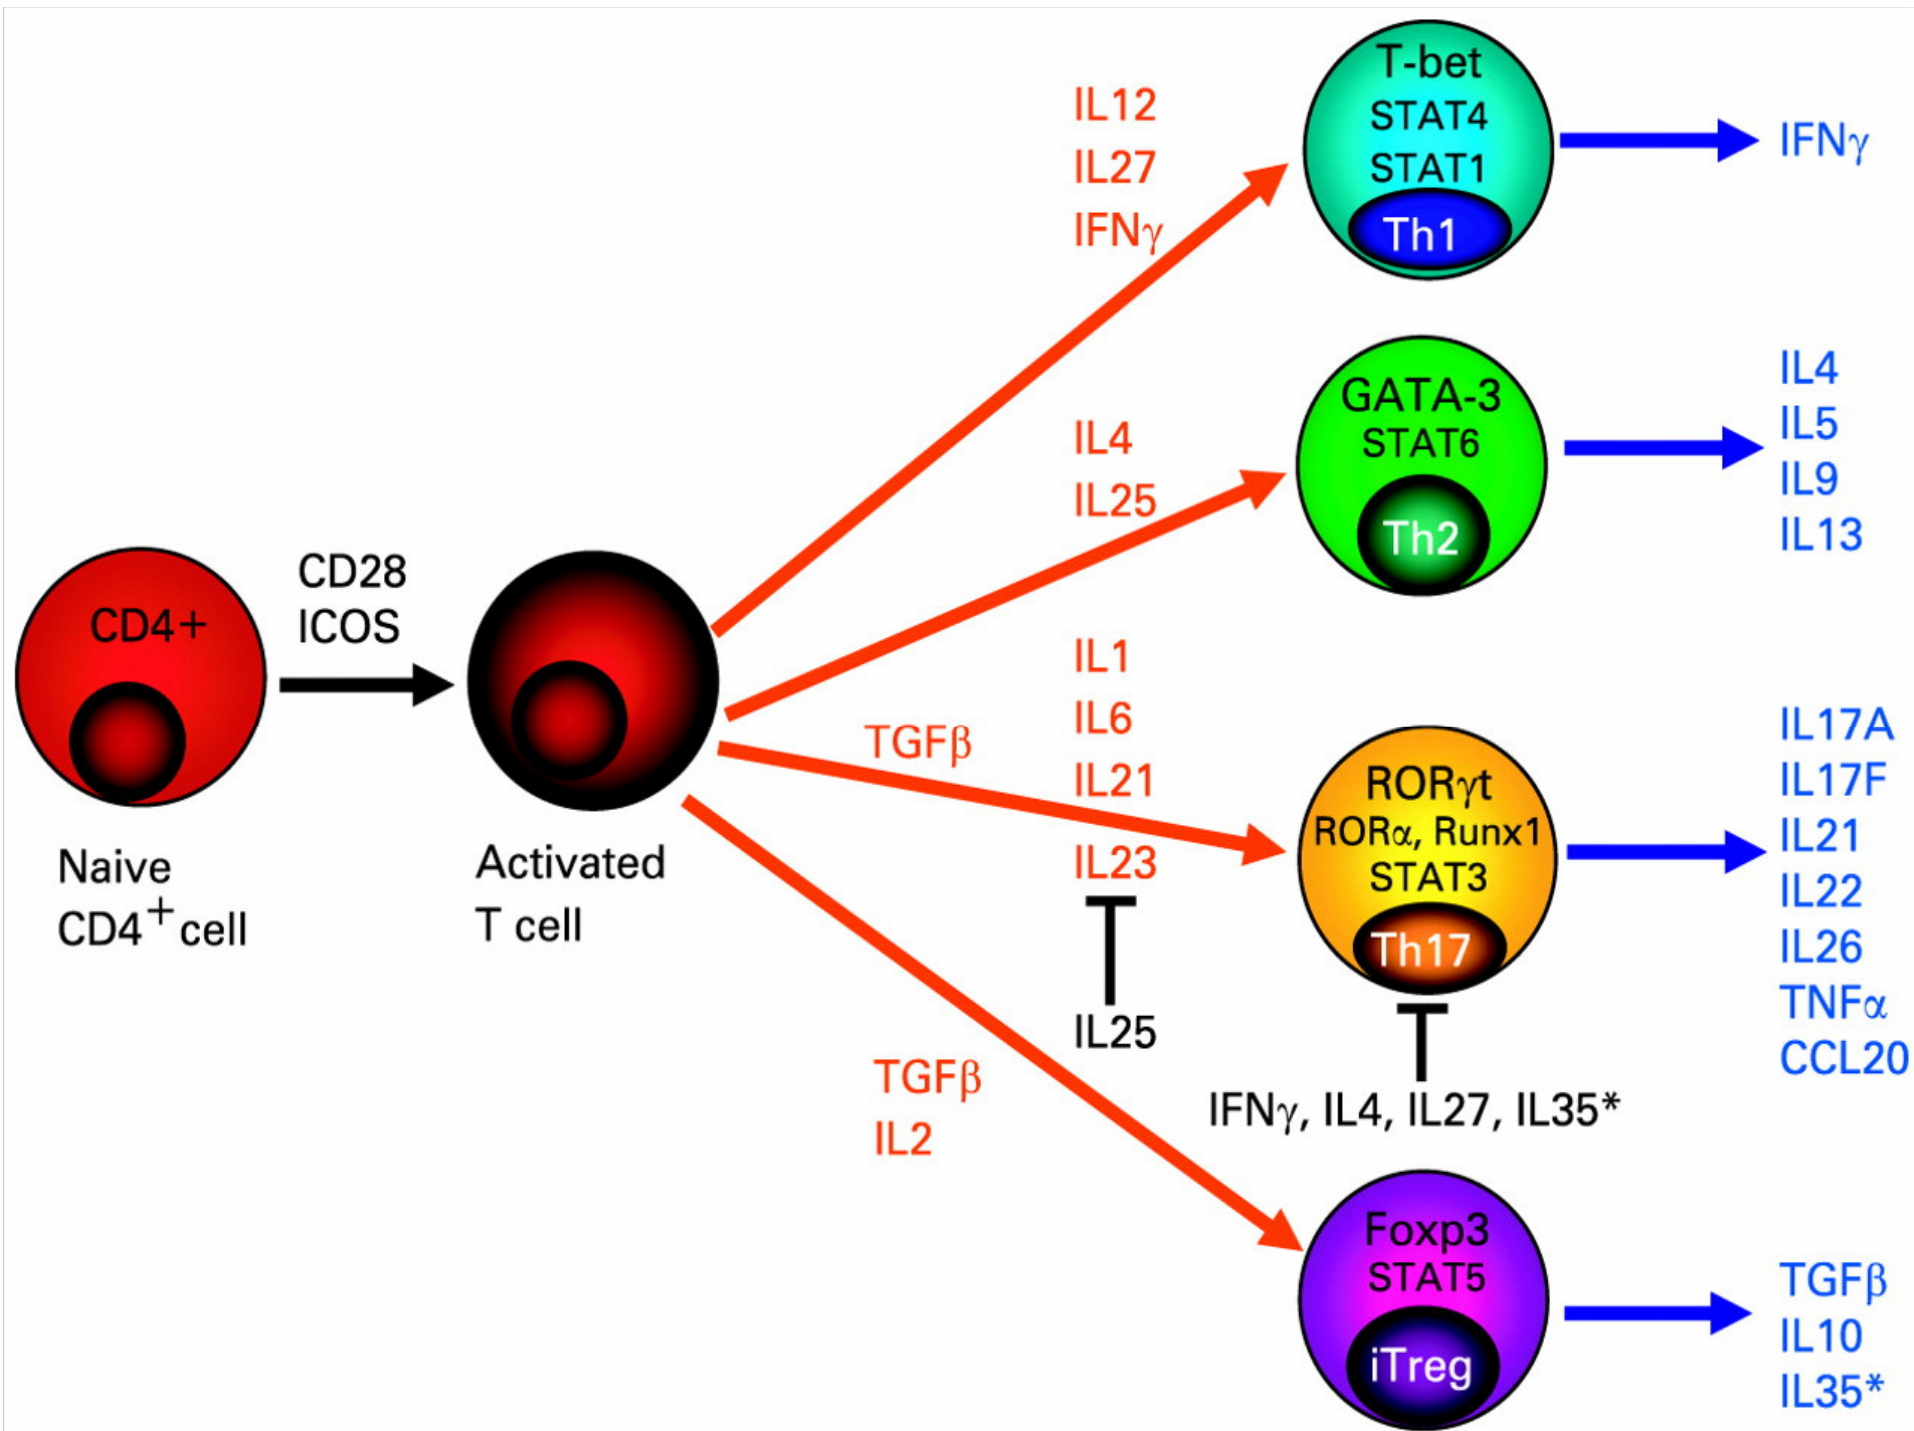 CD4+
Naive
CD4+ cell
CD28
ICOS
Activated
T cell
IL12
IL27
IFNγ
T-bet
STAT4
STAT1
Th1
IFNγ
IL4
IL25
GATA-3
STAT6
Th2
IL4
IL5
IL9
IL13
TGFβ
IL1
IL6
IL21
IL23
IL25
RORγt
RORα, Runx1
STAT3
Th17
IFNγ, IL4, IL27, IL35*
IL17A
IL17F
IL21
IL22
IL26
TNFα
CCL20
TGFβ
IL2
Foxp3
STAT5
iTreg
TGFβ
IL10
IL35*